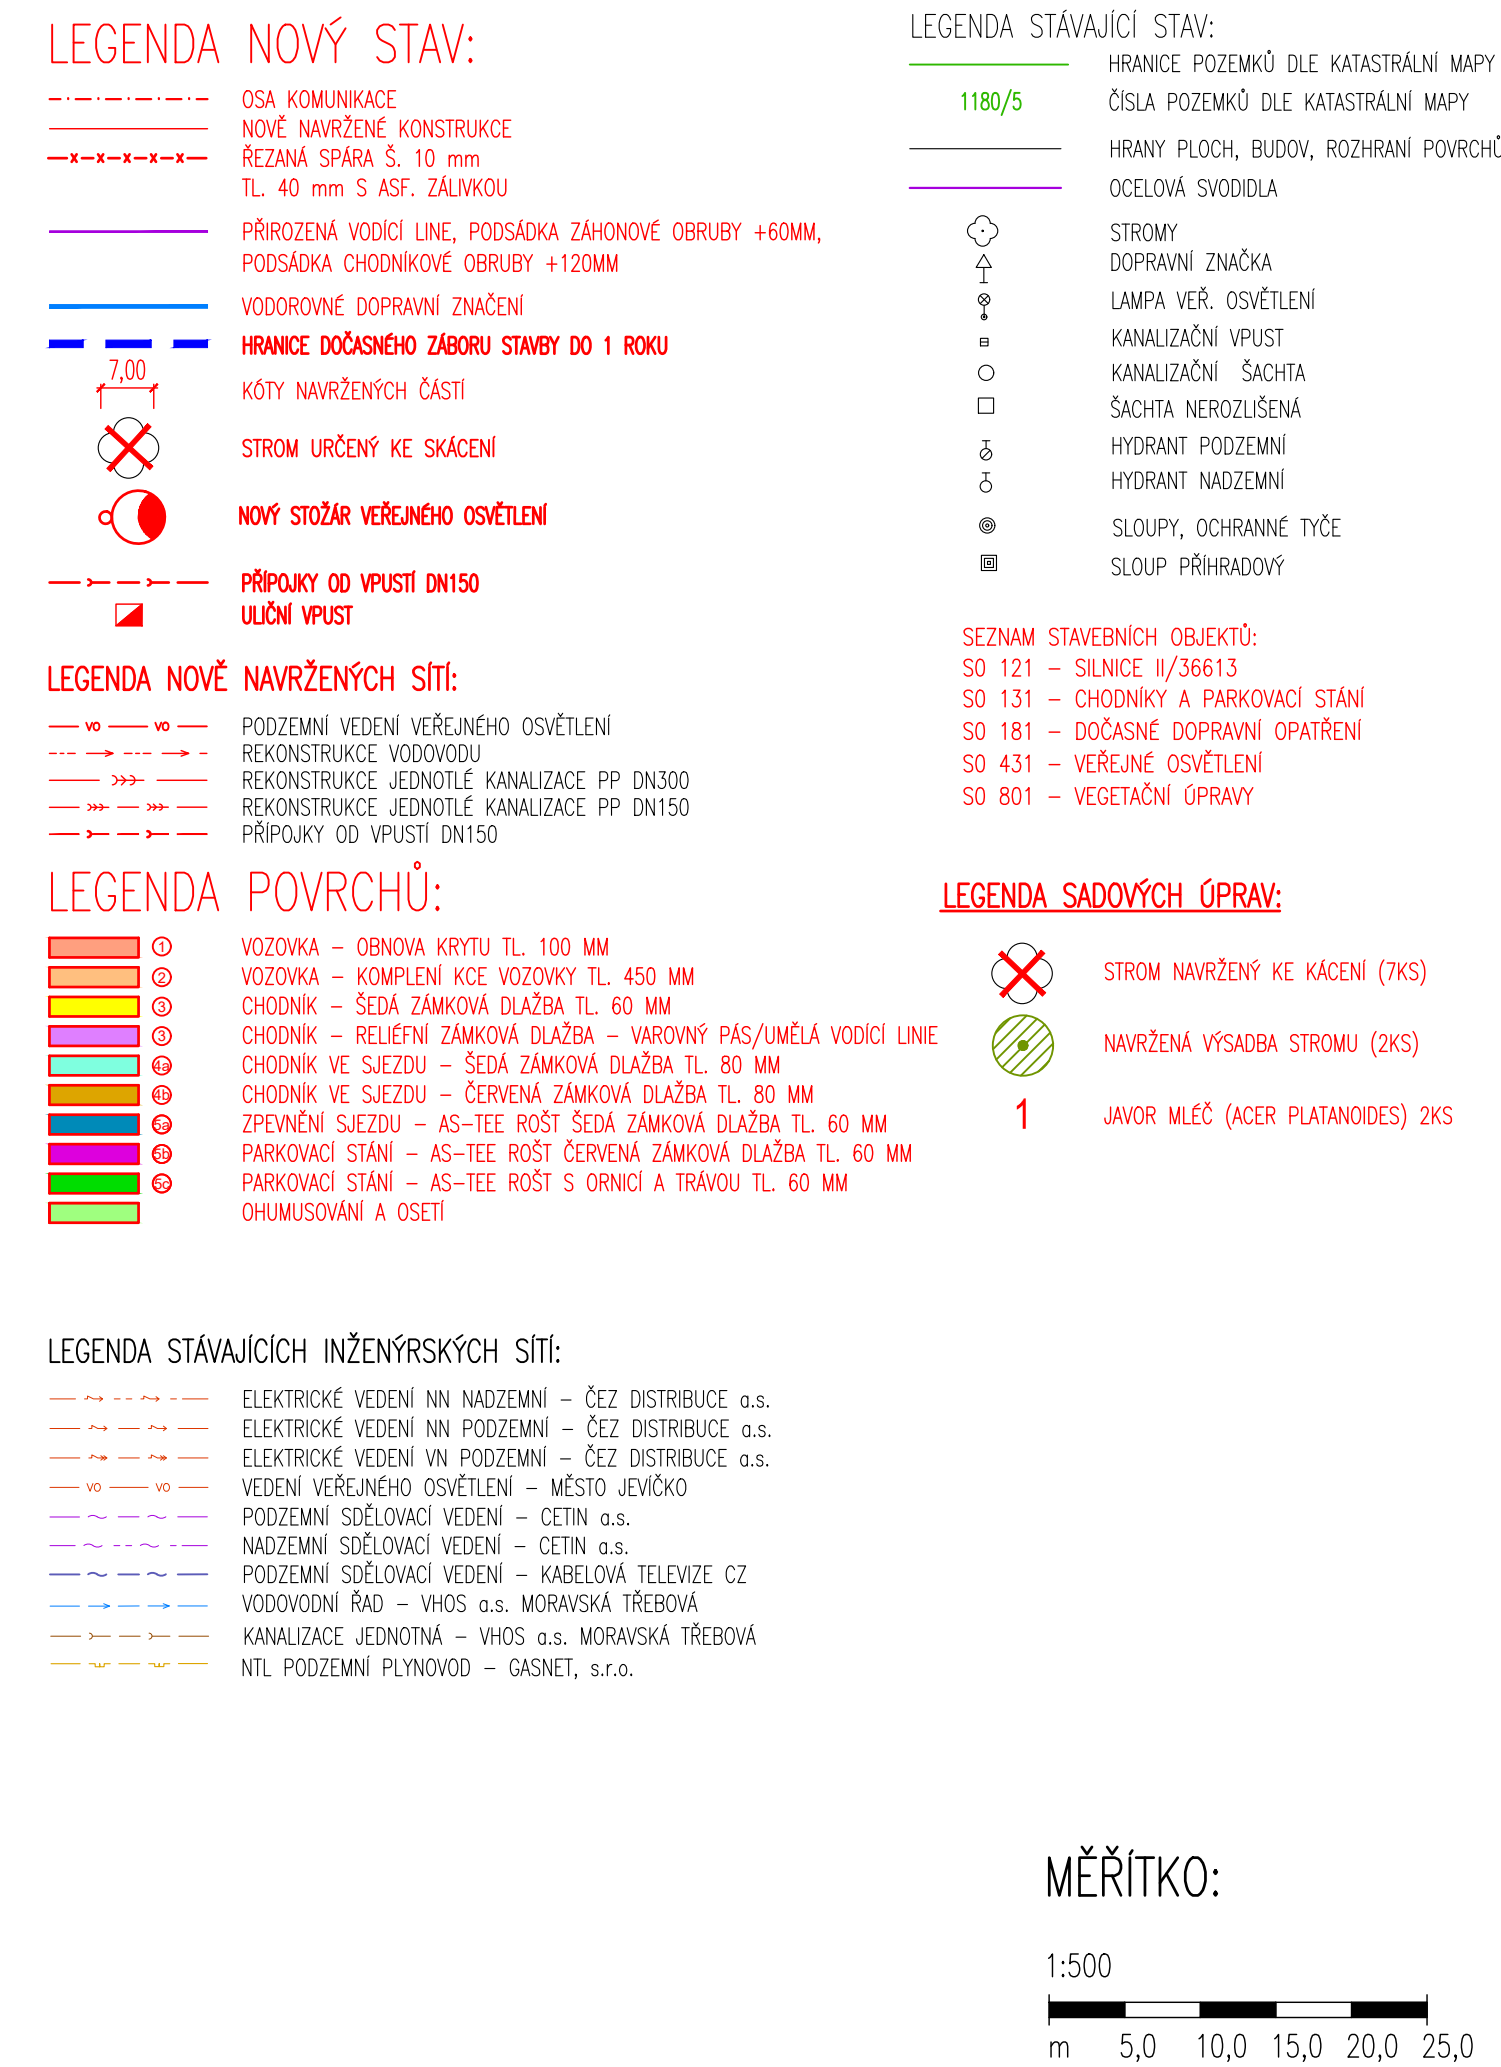 LEGENDA NOVÝ STAV:
OSA KOMUNIKACE
NOVĚ NAVRŽENÉ KONSTRUKCE
ŘEZANÁ SPÁRA Š. 10 mm
TL. 40 mm S ASF. ZÁLIVKOU
PŘIROZENÁ VODÍCÍ LINE, PODSÁDKA ZÁHONOVÉ OBRUBY +60MM,
PODSÁDKA CHODNÍKOVÉ OBRUBY +120MM
VODOROVNÉ DOPRAVNÍ ZNAČENÍ
HRANICE DOČASNÉHO ZÁBORU STAVBY DO 1 ROKU
7,00
KÓTY NAVRŽENÝCH ČÁSTÍ
STROM URČENÝ KE SKÁCENÍ
NOVÝ STOŽÁR VEŘEJNÉHO OSVĚTLENÍ
PŘÍPOJKY OD VPUSTÍ DN150
ULIČNÍ VPUST
LEGENDA NOVĚ NAVRŽENÝCH SÍTÍ:
VO VO PODZEMNÍ VEDENÍ VEŘEJNÉHO OSVĚTLENÍ
REKONSTRUKCE VODOVODU
REKONSTRUKCE JEDNOTLÉ KANALIZACE PP DN300
REKONSTRUKCE JEDNOTLÉ KANALIZACE PP DN150
PŘÍPOJKY OD VPUSTÍ DN150
LEGENDA POVRCHŮ:
1 VOZOVKA – OBNOVA KRYTU TL. 100 MM
2 VOZOVKA – KOMPLENÍ KCE VOZOVKY TL. 450 MM
3 CHODNÍK – ŠEDÁ ZÁMKOVÁ DLAŽBA TL. 60 MM
3 CHODNÍK – RELIÉFNÍ ZÁMKOVÁ DLAŽBA – VAROVNÝ PÁS/UMĚLÁ VODÍCÍ LINIE
4a CHODNÍK VE SJEZDU – ŠEDÁ ZÁMKOVÁ DLAŽBA TL. 80 MM
4b CHODNÍK VE SJEZDU – ČERVENÁ ZÁMKOVÁ DLAŽBA TL. 80 MM
5a ZPEVNĚNÍ SJEZDU – AS–TEE ROŠT ŠEDÁ ZÁMKOVÁ DLAŽBA TL. 60 MM
5b PARKOVACÍ STÁNÍ – AS–TEE ROŠT ČERVENÁ ZÁMKOVÁ DLAŽBA TL. 60 MM
5c PARKOVACÍ STÁNÍ – AS–TEE ROŠT S ORNICÍ A TRÁVOU TL. 60 MM
OHUMUSOVÁNÍ A OSETÍ
LEGENDA STÁVAJÍCÍCH INŽENÝRSKÝCH SÍTÍ:
ELEKTRICKÉ VEDENÍ NN NADZEMNÍ – ČEZ DISTRIBUCE a.s.
ELEKTRICKÉ VEDENÍ NN PODZEMNÍ – ČEZ DISTRIBUCE a.s.
ELEKTRICKÉ VEDENÍ VN PODZEMNÍ – ČEZ DISTRIBUCE a.s.
VO VO VEDENÍ VEŘEJNÉHO OSVĚTLENÍ – MĚSTO JEVÍČKO
PODZEMNÍ SDĚLOVACÍ VEDENÍ – CETIN a.s.
NADZEMNÍ SDĚLOVACÍ VEDENÍ – CETIN a.s.
PODZEMNÍ SDĚLOVACÍ VEDENÍ – KABELOVÁ TELEVIZE CZ
VODOVODNÍ ŘAD – VHOS a.s. MORAVSKÁ TŘEBOVÁ
KANALIZACE JEDNOTNÁ – VHOS a.s. MORAVSKÁ TŘEBOVÁ
NTL PODZEMNÍ PLYNOVOD – GASNET, s.r.o.
LEGENDA STÁVAJÍCÍ STAV:
HRANICE POZEMKŮ DLE KATASTRÁLNÍ MAPY
1180/5 ČÍSLA POZEMKŮ DLE KATASTRÁLNÍ MAPY
HRANY PLOCH, BUDOV, ROZHRANÍ POVRCHŮ
OCELOVÁ SVODIDLA
STROMY
DOPRAVNÍ ZNAČKA
LAMPA VEŘ. OSVĚTLENÍ
KANALIZAČNÍ VPUST
KANALIZAČNÍ ŠACHTA
ŠACHTA NEROZLIŠENÁ
HYDRANT PODZEMNÍ
HYDRANT NADZEMNÍ
SLOUPY, OCHRANNÉ TYČE
SLOUP PŘÍHRADOVÝ
SEZNAM STAVEBNÍCH OBJEKTŮ:
SO 121 – SILNICE II/36613
SO 131 – CHODNÍKY A PARKOVACÍ STÁNÍ
SO 181 – DOČASNÉ DOPRAVNÍ OPATŘENÍ
SO 431 – VEŘEJNÉ OSVĚTLENÍ
SO 801 – VEGETAČNÍ ÚPRAVY
LEGENDA SADOVÝCH ÚPRAV:
STROM NAVRŽENÝ KE KÁCENÍ (7KS)
NAVRŽENÁ VÝSADBA STROMU (2KS)
1 JAVOR MLÉČ (ACER PLATANOIDES) 2KS
MĚŘÍTKO:
1:500
m 5,0 10,0 15,0 20,0 25,0